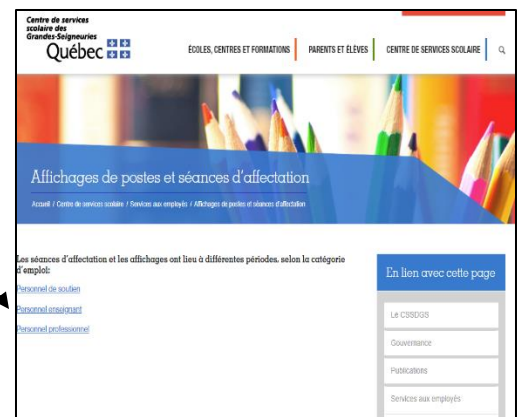 Centre de services
scolaire des
Grandes-Seigneuries
Québec
ÉCOLES, CENTRES ET FORMATIONS
PARENTS ET ÉLÈVES
CENTRE DE SERVICES SCOLAIRE
Affichages de postes et séances d'affectation
Accueil / Centre de services scolaire / Services aux employés / Affichages de postes et séances d'affectation
Les séances d'affectation et les affichages ont lieu à différentes périodes, selon la catégorie
d'emploi:
Personnel de soutien
Personnel enseignant
Personnel professionnel
En lien avec cette page
Le CSSDGS
Gouvernance
Publications
Services aux employés